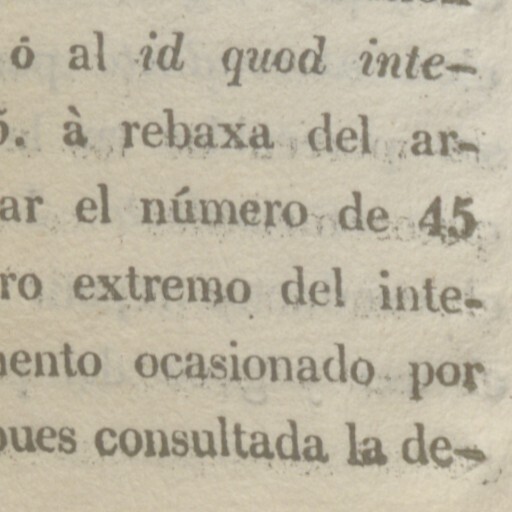 ó al id quod inte-
5. à rebaxa del ar-
ar el número de 45
ro extremo del inte-
mento ocasionado por
pues consultada la de-